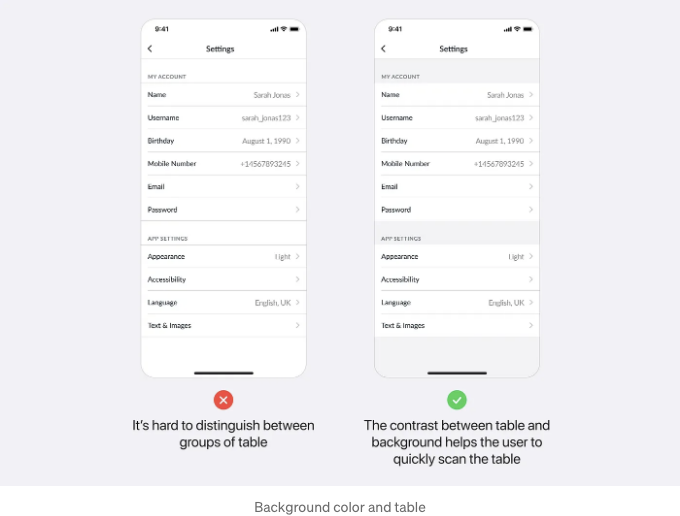 9:41
Settings
MY ACCOUNT
Name Sarah Jonas
Username sarah_jonas123
Birthday August 1, 1990
Mobile Number +14567893245
Email
Password
APP SETTINGS
Appearance Light
Accessibility
Language English, UK
Text & Images
It's hard to distinguish between
groups of table
9:41
Settings
MY ACCOUNT
Name Sarah Jonas
Username sarah_jonas123
Birthday August 1, 1990
Mobile Number +14567893245
Email
Password
APP SETTINGS
Appearance Light
Accessibility
Language English, UK
Text & Images
The contrast between table and
background helps the user to
quickly scan the table
Background color and table